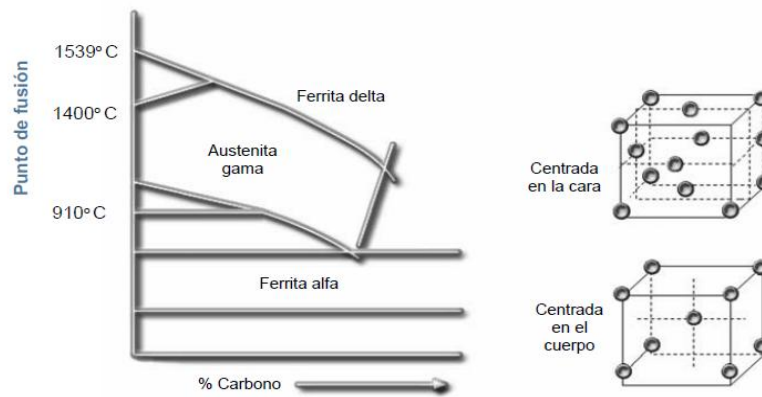 Punto de fusión
1539°C
1400°C
910°C
Ferrita delta
Austenita
gama
Ferrita alfa
% Carbono
Centrada
en la cara
Centrada
en el
cuerpo